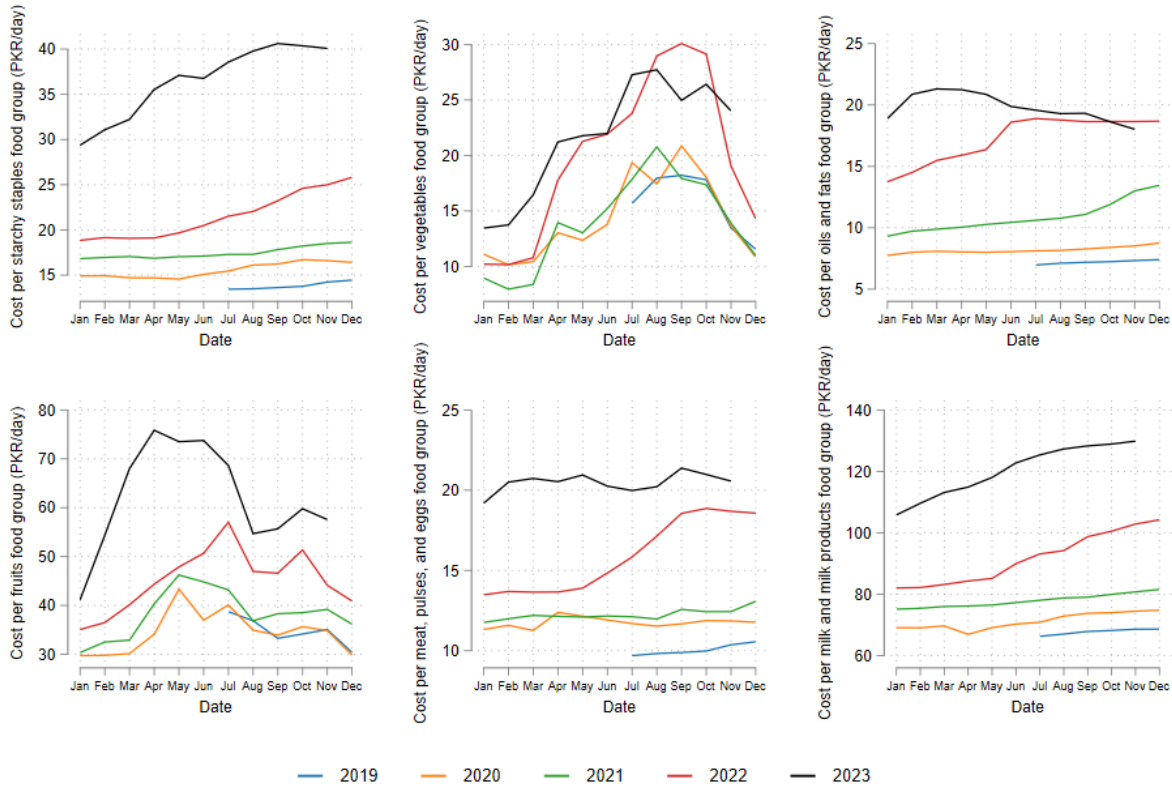 Cost per starchy staples food group (PKR/day)
40
35
30
25
20
15
Jan Feb Mar Apr May Jun Jul Aug Sep Oct Nov Dec
Date
Cost per vegetables food group (PKR/day)
30
25
20
15
10
Jan Feb Mar Apr May Jun Jul Aug Sep Oct Nov Dec
Date
Cost per oils and fats food group (PKR/day)
25
20
15
10
5
Jan Feb Mar Apr May Jun Jul Aug Sep Oct Nov Dec
Date
Cost per fruits food group (PKR/day)
80
70
60
50
40
30
Jan Feb Mar Apr May Jun Jul Aug Sep Oct Nov Dec
Date
Cost per meat, pulses, and eggs food group (PKR/day)
25
20
15
10
Jan Feb Mar Apr May Jun Jul Aug Sep Oct Nov Dec
Date
Cost per milk and milk products food group (PKR/day)
140
120
100
80
60
Jan Feb Mar Apr May Jun Jul Aug Sep Oct Nov Dec
Date
2019 2020 2021 2022 2023